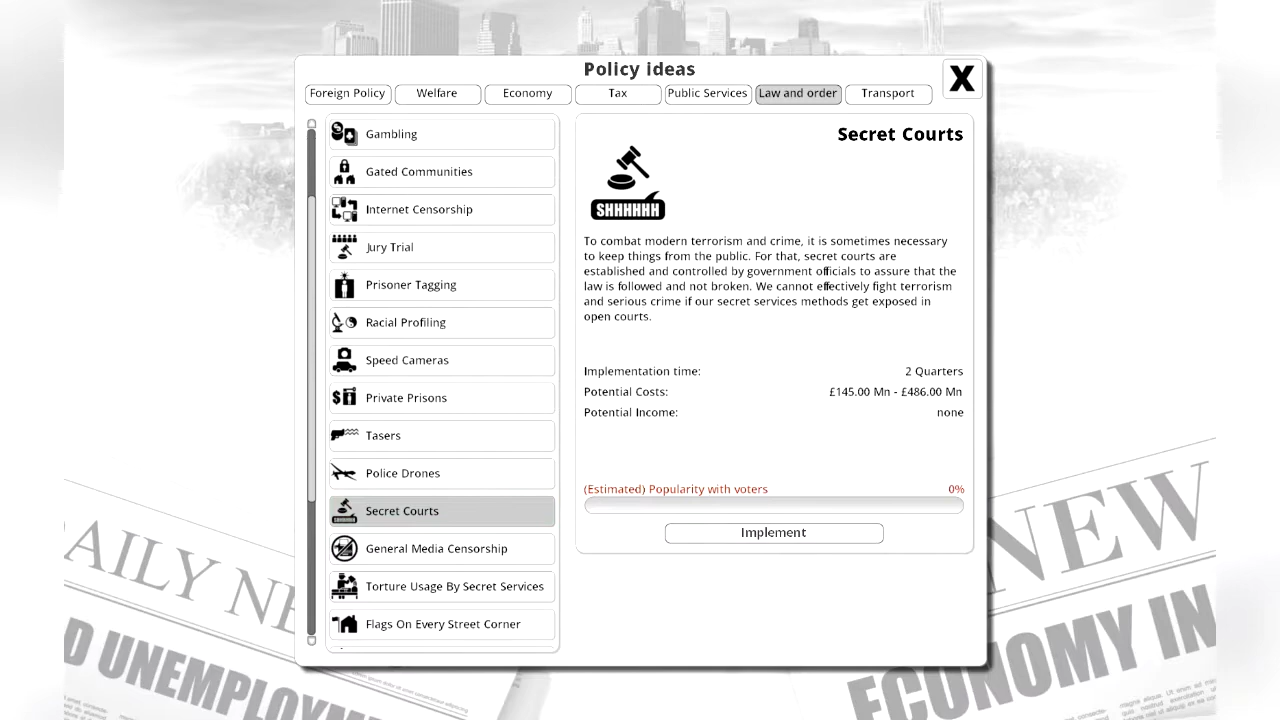 Policy ideas
X
Foreign Policy
Welfare
Economy
Tax
Public Services
Law and order
Transport
Gambling
Gated Communities
Internet Censorship
Jury Trial
Prisoner Tagging
Racial Profiling
Speed Cameras
Private Prisons
Tasers
Police Drones
Secret Courts
General Media Censorship
Torture Usage By Secret Services
Flags On Every Street Corner
Secret Courts
SHHHHHH
To combat modern terrorism and crime, it is sometimes necessary
to keep things from the public. For that, secret courts are
established and controlled by government officials to assure that the
law is followed and not broken. We cannot effectively fight terrorism
and serious crime if our secret services methods get exposed in
open courts.
Implementation time: 2 Quarters
Potential Costs: £145.00 Mn - £486.00 Mn
Potential Income: none
(Estimated) Popularity with voters 0%
Implement
AILY NE
D UNEMPLOYM
NEW
ECONOMY IN